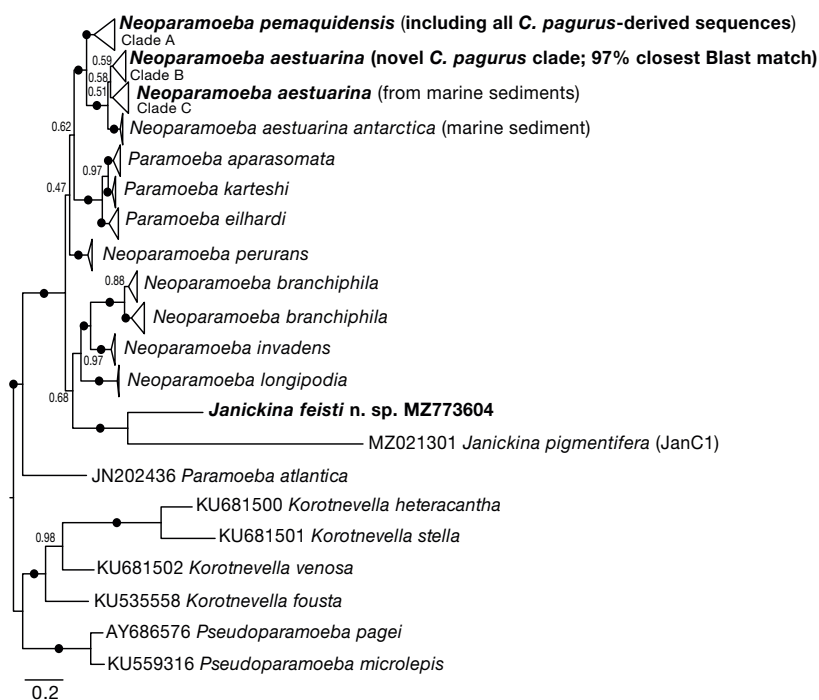 Neoparamoeba pemaquidensis (including all C. pagurus-derived sequences)
Clade A
0.59
Neoparamoeba aestuarina (novel C. pagurus clade; 97% closest Blast match)
Clade B
0.58
0.51
Neoparamoeba aestuarina (from marine sediments)
Clade C
0.62
Neoparamoeba aestuarina antarctica (marine sediment)
Paramoeba aparasomata
0.97
0.47
Paramoeba karteshi
Paramoeba eilhardi
Neoparamoeba perurans
0.88
Neoparamoeba branchiphila
Neoparamoeba branchiphila
Neoparamoeba invadens
0.97
Neoparamoeba longipodia
0.68
Janickina feisti n. sp. MZ773604
MZ021301 Janickina pigmentifera (JanC1)
JN202436 Paramoeba atlantica
KU681500 Korotnevella heteracantha
KU681501 Korotnevella stella
0.98
KU681502 Korotnevella venosa
KU535558 Korotnevella fousta
AY686576 Pseudoparamoeba pagei
KU559316 Pseudoparamoeba microlepis
0.2